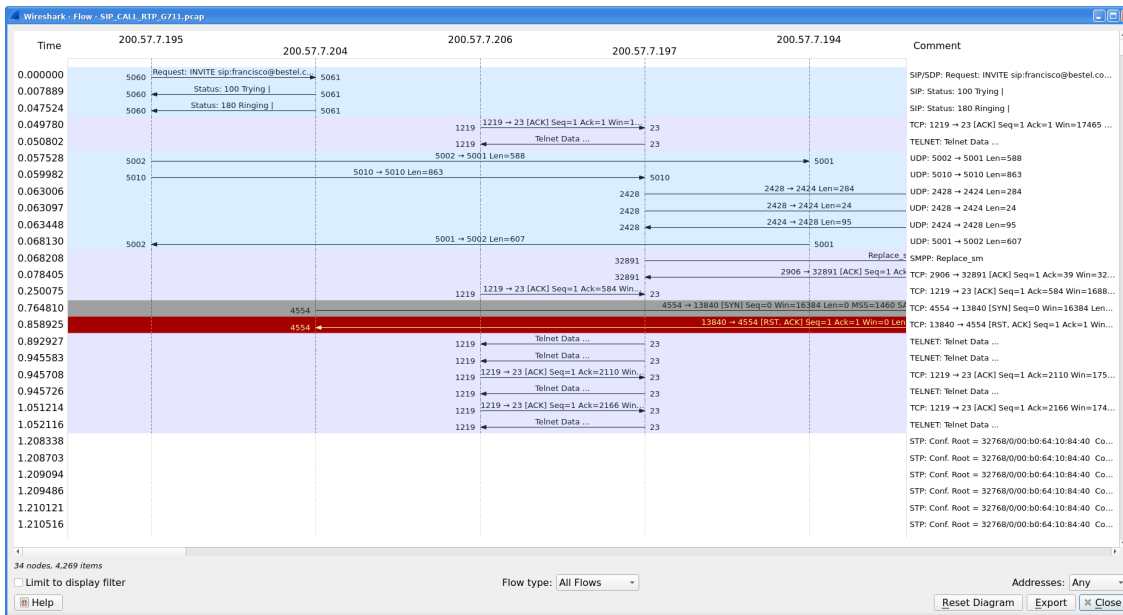 Wireshark · Flow · SIP_CALL_RTP_G711.pcap
Time 200.57.7.195 200.57.7.204 200.57.7.206 200.57.7.197 200.57.7.194 Comment
0.000000 5060 Request: INVITE sip:francisco@bestel.c... 5061 SIP/SDP: Request: INVITE sip:francisco@bestel.co...
0.007889 5060 Status: 100 Trying | 5061 SIP: Status: 100 Trying |
0.047524 5060 Status: 180 Ringing | 5061 SIP: Status: 180 Ringing |
0.049780 1219 1219 → 23 [ACK] Seq=1 Ack=1 Win=1... 23 TCP: 1219 → 23 [ACK] Seq=1 Ack=1 Win=17465 ...
0.050802 1219 Telnet Data ... 23 TELNET: Telnet Data ...
0.057528 5002 5002 → 5001 Len=588 5001 UDP: 5002 → 5001 Len=588
0.059982 5010 5010 → 5010 Len=863 5010 UDP: 5010 → 5010 Len=863
0.063006 2428 2428 → 2424 Len=284 UDP: 2428 → 2424 Len=284
0.063097 2428 2428 → 2424 Len=24 UDP: 2428 → 2424 Len=24
0.063448 2428 2424 → 2428 Len=95 UDP: 2424 → 2428 Len=95
0.068130 5002 5001 → 5002 Len=607 5001 UDP: 5001 → 5002 Len=607
0.068208 32891 Replace_s SMPP: Replace_sm
0.078405 32891 2906 → 32891 [ACK] Seq=1 Ack TCP: 2906 → 32891 [ACK] Seq=1 Ack=39 Win=32...
0.250075 1219 1219 → 23 [ACK] Seq=1 Ack=584 Win... 23 TCP: 1219 → 23 [ACK] Seq=1 Ack=584 Win=1688...
0.764810 4554 4554 → 13840 [SYN] Seq=0 Win=16384 Len=0 MSS=1460 SA TCP: 4554 → 13840 [SYN] Seq=0 Win=16384 Len...
0.858925 4554 13840 → 4554 [RST, ACK] Seq=1 Ack=1 Win=0 Len TCP: 13840 → 4554 [RST, ACK] Seq=1 Ack=1 Win...
0.892927 1219 Telnet Data ... 23 TELNET: Telnet Data ...
0.945583 1219 Telnet Data ... 23 TELNET: Telnet Data ...
0.945708 1219 1219 → 23 [ACK] Seq=1 Ack=2110 Win... 23 TCP: 1219 → 23 [ACK] Seq=1 Ack=2110 Win=175...
0.945726 1219 Telnet Data ... 23 TELNET: Telnet Data ...
1.051214 1219 1219 → 23 [ACK] Seq=1 Ack=2166 Win... 23 TCP: 1219 → 23 [ACK] Seq=1 Ack=2166 Win=174...
1.052116 1219 Telnet Data ... 23 TELNET: Telnet Data ...
1.208338 STP: Conf. Root = 32768/0/00:b0:64:10:84:40 Co...
1.208703 STP: Conf. Root = 32768/0/00:b0:64:10:84:40 Co...
1.209094 STP: Conf. Root = 32768/0/00:b0:64:10:84:40 Co...
1.209486 STP: Conf. Root = 32768/0/00:b0:64:10:84:40 Co...
1.210121 STP: Conf. Root = 32768/0/00:b0:64:10:84:40 Co...
1.210516 STP: Conf. Root = 32768/0/00:b0:64:10:84:40 Co...
34 nodes, 4,269 items
Limit to display filter Flow type: All Flows Addresses: Any
Help Reset Diagram Export Close